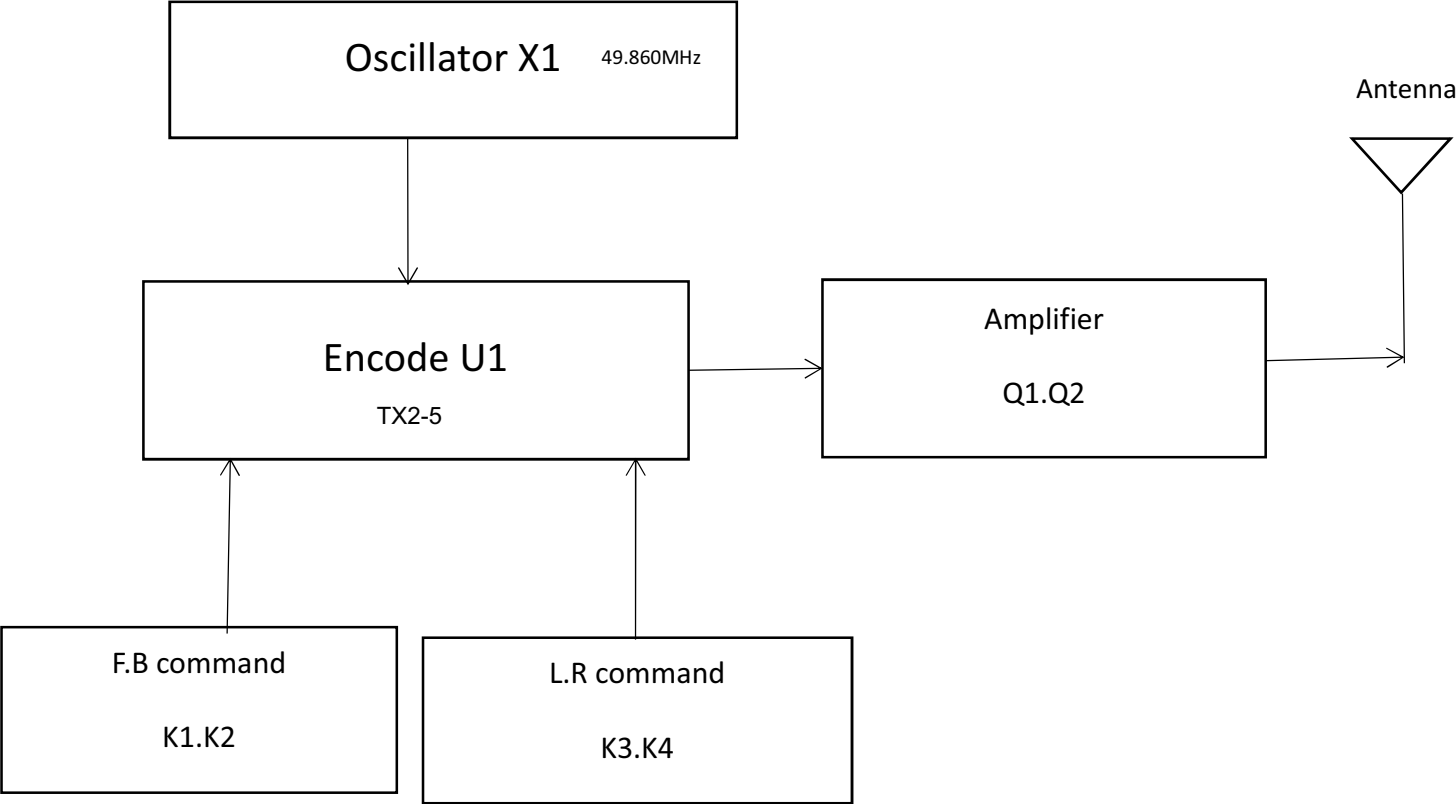 Oscillator X1 49.860MHz
Antenna
Encode U1
TX2-5
Amplifier
Q1.Q2
F.B command
K1.K2
L.R command
K3.K4